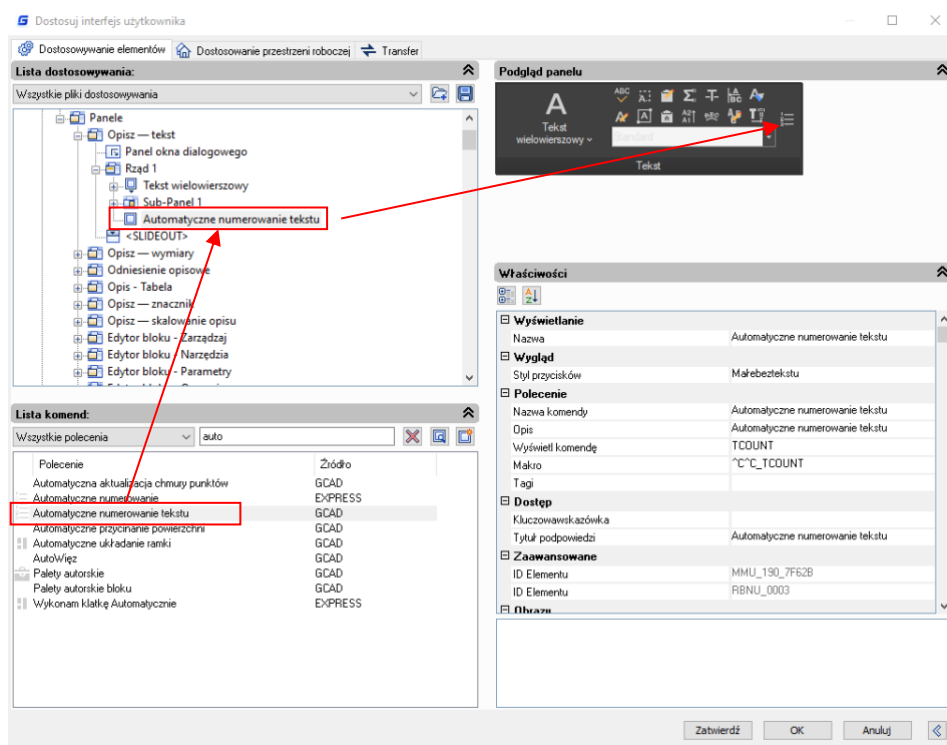 Dostosuj interfejs użytkownika
Dostosowywanie elementów
Dostosowanie przestrzeni roboczej
Transfer
Lista dostosowywania:
Wszystkie pliki dostosowywania
Panele
Opisz — tekst
Panel okna dialogowego
Rząd 1
Tekst wielowierszowy
Sub-Panel 1
Automatyczne numerowanie tekstu
<SLIDEOUT>
Opisz — wymiary
Odniesienie opisowe
Opis - Tabela
Opisz — znacznik
Opisz — skalowanie opisu
Edytor bloku - Zarządzaj
Edytor bloku - Narzędzia
Edytor bloku - Parametry
Lista komend:
Wszystkie polecenia
auto
Polecenie Źródło
Automatyczna aktualizacja chmury punktów GCAD
Automatyczne numerowanie EXPRESS
Automatyczne numerowanie tekstu GCAD
Automatyczne przycinanie powierzchni GCAD
Automatyczne układanie ramki GCAD
AutoWięz GCAD
Palety autorskie GCAD
Palety autorskie bloku GCAD
Wykonam klatkę Automatycznie EXPRESS
Podgląd panelu
Tekst
wielowierszowy
Standard
Tekst
Właściwości
Wyświetlanie
Nazwa Automatyczne numerowanie tekstu
Wygląd
Styl przycisków Małebeztekstu
Polecenie
Nazwa komendy Automatyczne numerowanie tekstu
Opis Automatyczne numerowanie tekstu
Wyświetl komendę TCOUNT
Makro ^C^C_TCOUNT
Tagi
Dostęp
Kluczowawskazówka
Tytuł podpowiedzi Automatyczne numerowanie tekstu
Zaawansowane
ID Elementu MMU_190_7F62B
ID Elementu RBNU_0003
Obrazy
Zatwierdź
OK
Anuluj